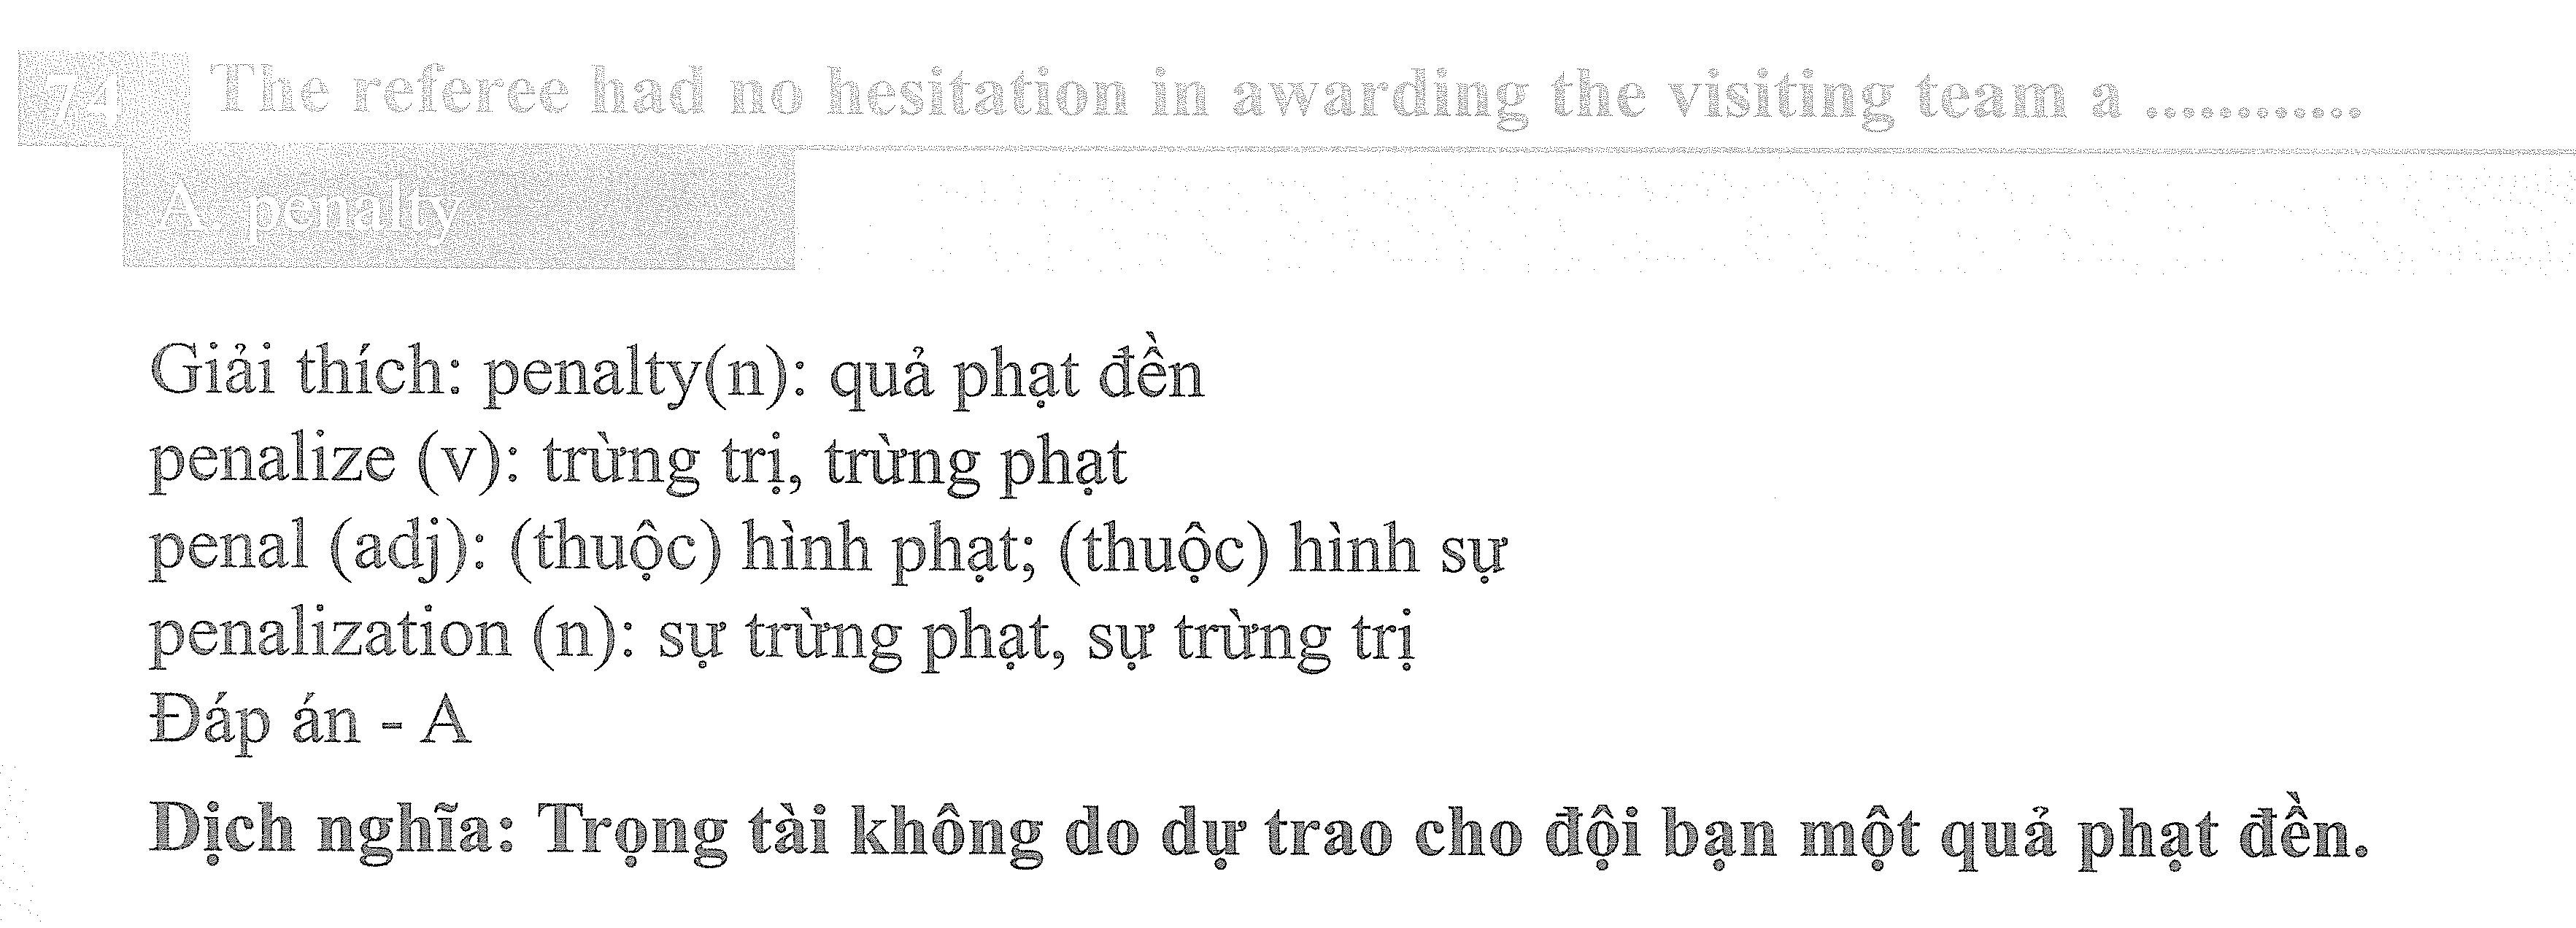 74 The referee had no hesitation in awarding the visiting team a ............
A. penalty
Giải thích: penalty(n): quả phạt đền
penalize (v): trừng trị, trừng phạt
penal (adj): (thuộc) hình phạt; (thuộc) hình sự
penalization (n): sự trừng phạt, sự trừng trị
Đáp án - A
Dịch nghĩa: Trọng tài không do dự trao cho đội bạn một quả phạt đền.